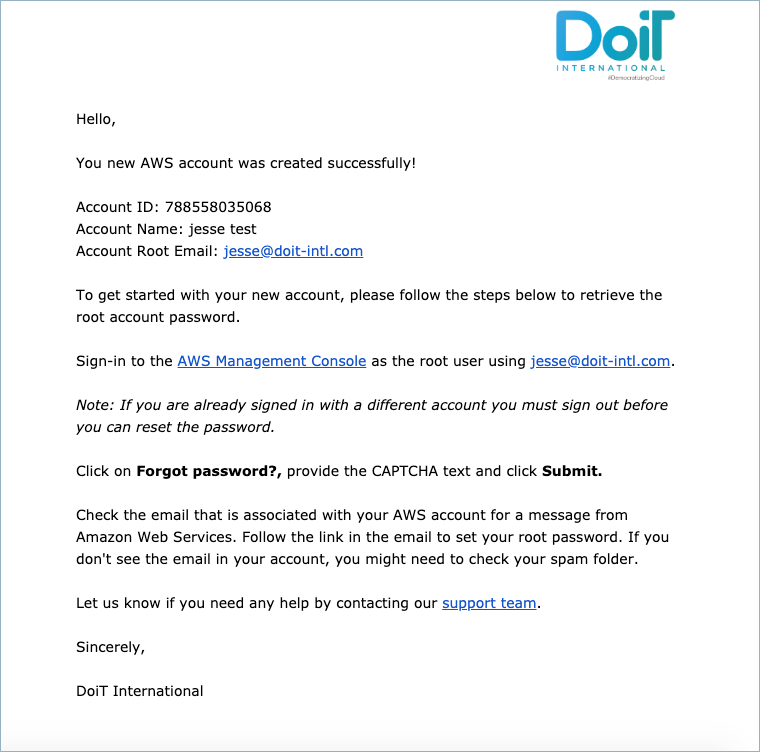 DoiT
INTERNATIONAL
#DemocratizingCloud
Hello,
You new AWS account was created successfully!
Account ID: 788558035068
Account Name: jesse test
Account Root Email: jesse@doit-intl.com
To get started with your new account, please follow the steps below to retrieve the
root account password.
Sign-in to the AWS Management Console as the root user using jesse@doit-intl.com.
Note: If you are already signed in with a different account you must sign out before
you can reset the password.
Click on Forgot password?, provide the CAPTCHA text and click Submit.
Check the email that is associated with your AWS account for a message from
Amazon Web Services. Follow the link in the email to set your root password. If you
don't see the email in your account, you might need to check your spam folder.
Let us know if you need any help by contacting our support team.
Sincerely,
DoiT International